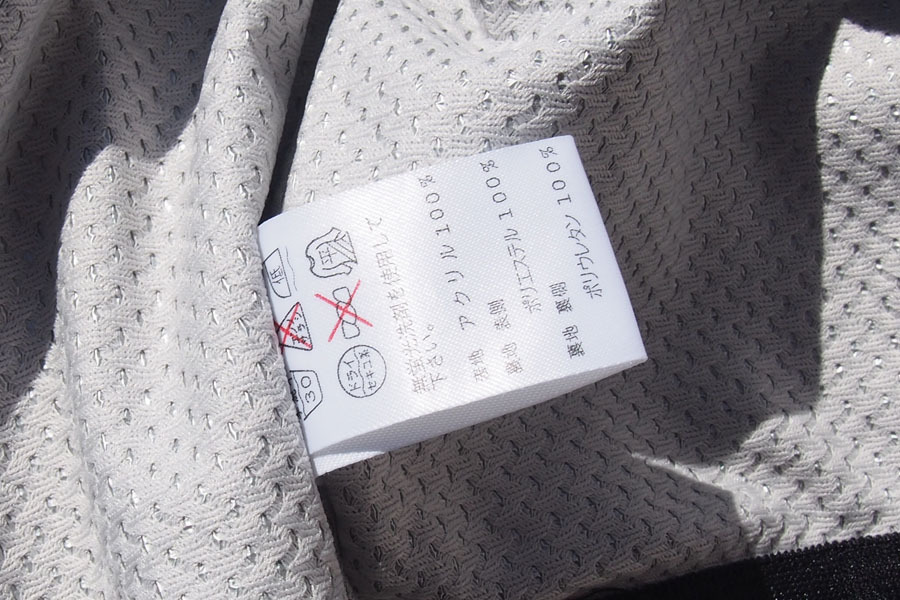 30
ドライ
セキユ系
低
平
無蛍光洗剤を使用して
下さい。
表地 アクリル100%
裏地 表側
ポリエステル100%
裏地 裏側
ポリウレタン100%